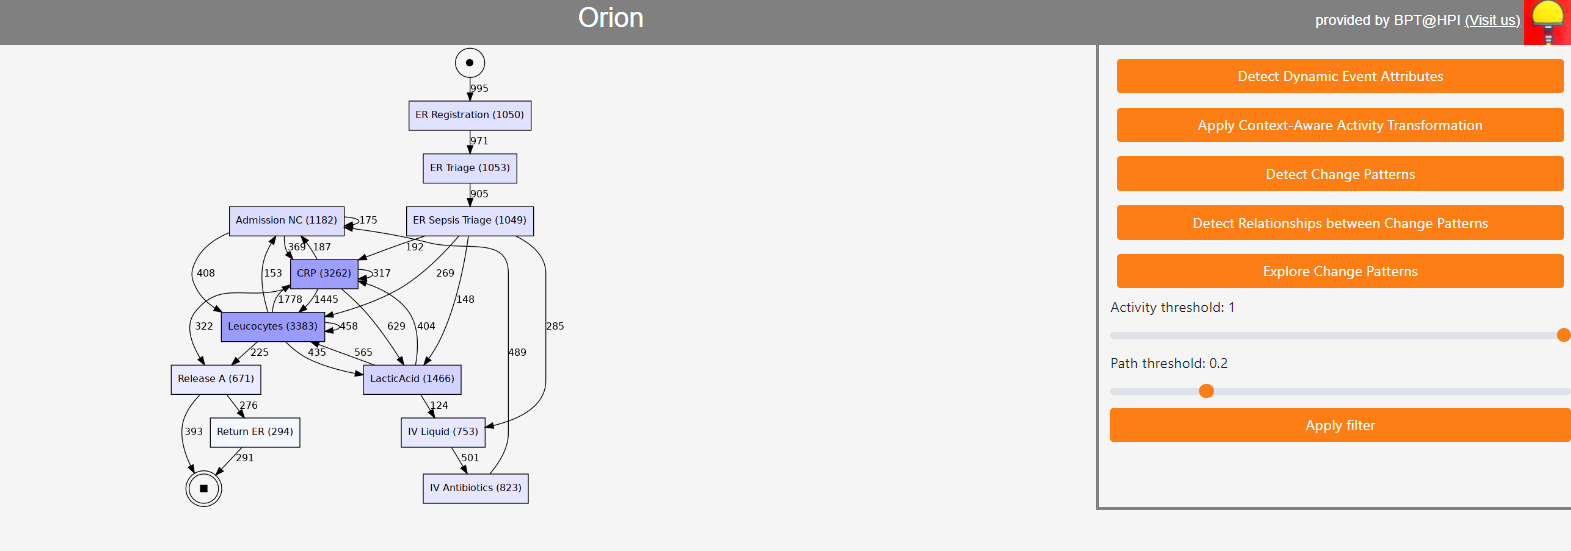 Orion
provided by BPT@HPI (Visit us)
995
ER Registration (1050)
971
ER Triage (1053)
905
Admission NC (1182)
175
ER Sepsis Triage (1049)
369
187
192
408
153
CRP (3262)
317
269
1778
1445
148
322
Leucocytes (3383)
458
629
404
285
225
435
565
489
Release A (671)
LacticAcid (1466)
276
124
393
Return ER (294)
IV Liquid (753)
291
501
IV Antibiotics (823)
Detect Dynamic Event Attributes
Apply Context-Aware Activity Transformation
Detect Change Patterns
Detect Relationships between Change Patterns
Explore Change Patterns
Activity threshold: 1
Path threshold: 0.2
Apply filter